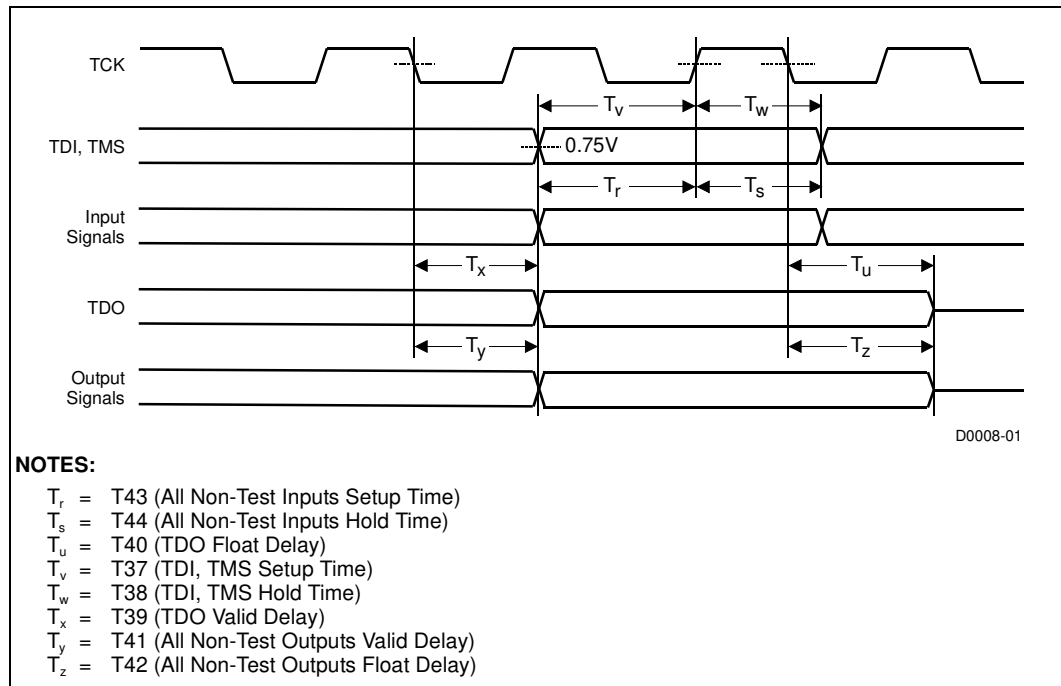 TCK
Tv
Tw
TDI, TMS
0.75V
Tr
Ts
Input
Signals
Tx
Tu
TDO
Ty
Tz
Output
Signals
D0008-01
NOTES:
Tr = T43 (All Non-Test Inputs Setup Time)
Ts = T44 (All Non-Test Inputs Hold Time)
Tu = T40 (TDO Float Delay)
Tv = T37 (TDI, TMS Setup Time)
Tw = T38 (TDI, TMS Hold Time)
Tx = T39 (TDO Valid Delay)
Ty = T41 (All Non-Test Outputs Valid Delay)
Tz = T42 (All Non-Test Outputs Float Delay)